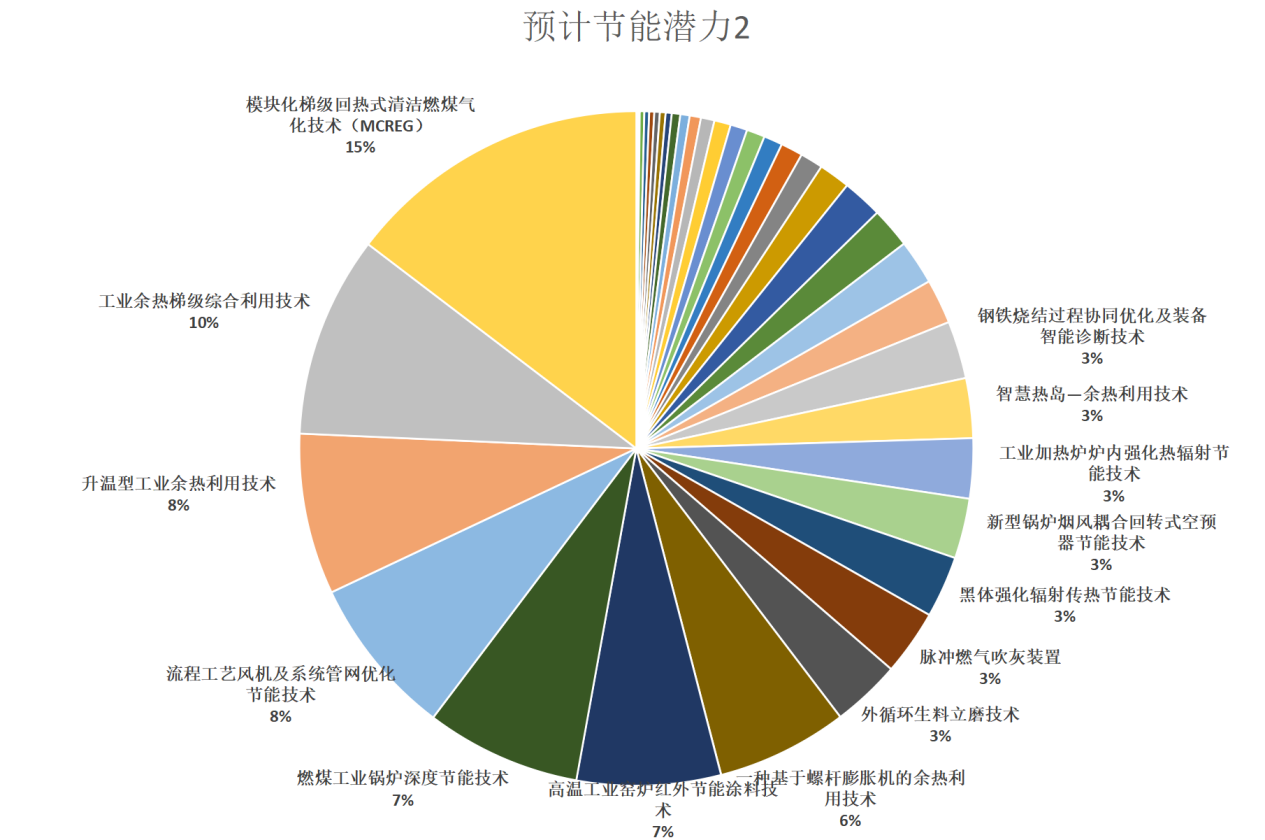 预计节能潜力2
模块化梯级回热式清洁燃煤气
化技术（MCREG）
15%
工业余热梯级综合利用技术
10%
升温型工业余热利用技术
8%
流程工艺风机及系统管网优化
节能技术
8%
燃煤工业锅炉深度节能技术
7%
高温工业窑炉红外节能涂料技
术
7%
一种基于螺杆膨胀机的余热利
用技术
6%
外循环生料立磨技术
3%
脉冲燃气吹灰装置
3%
黑体强化辐射传热节能技术
3%
新型锅炉烟风耦合回转式空预
器节能技术
3%
工业加热炉炉内强化热辐射节
能技术
3%
智慧热岛—余热利用技术
3%
钢铁烧结过程协同优化及装备
智能诊断技术
3%